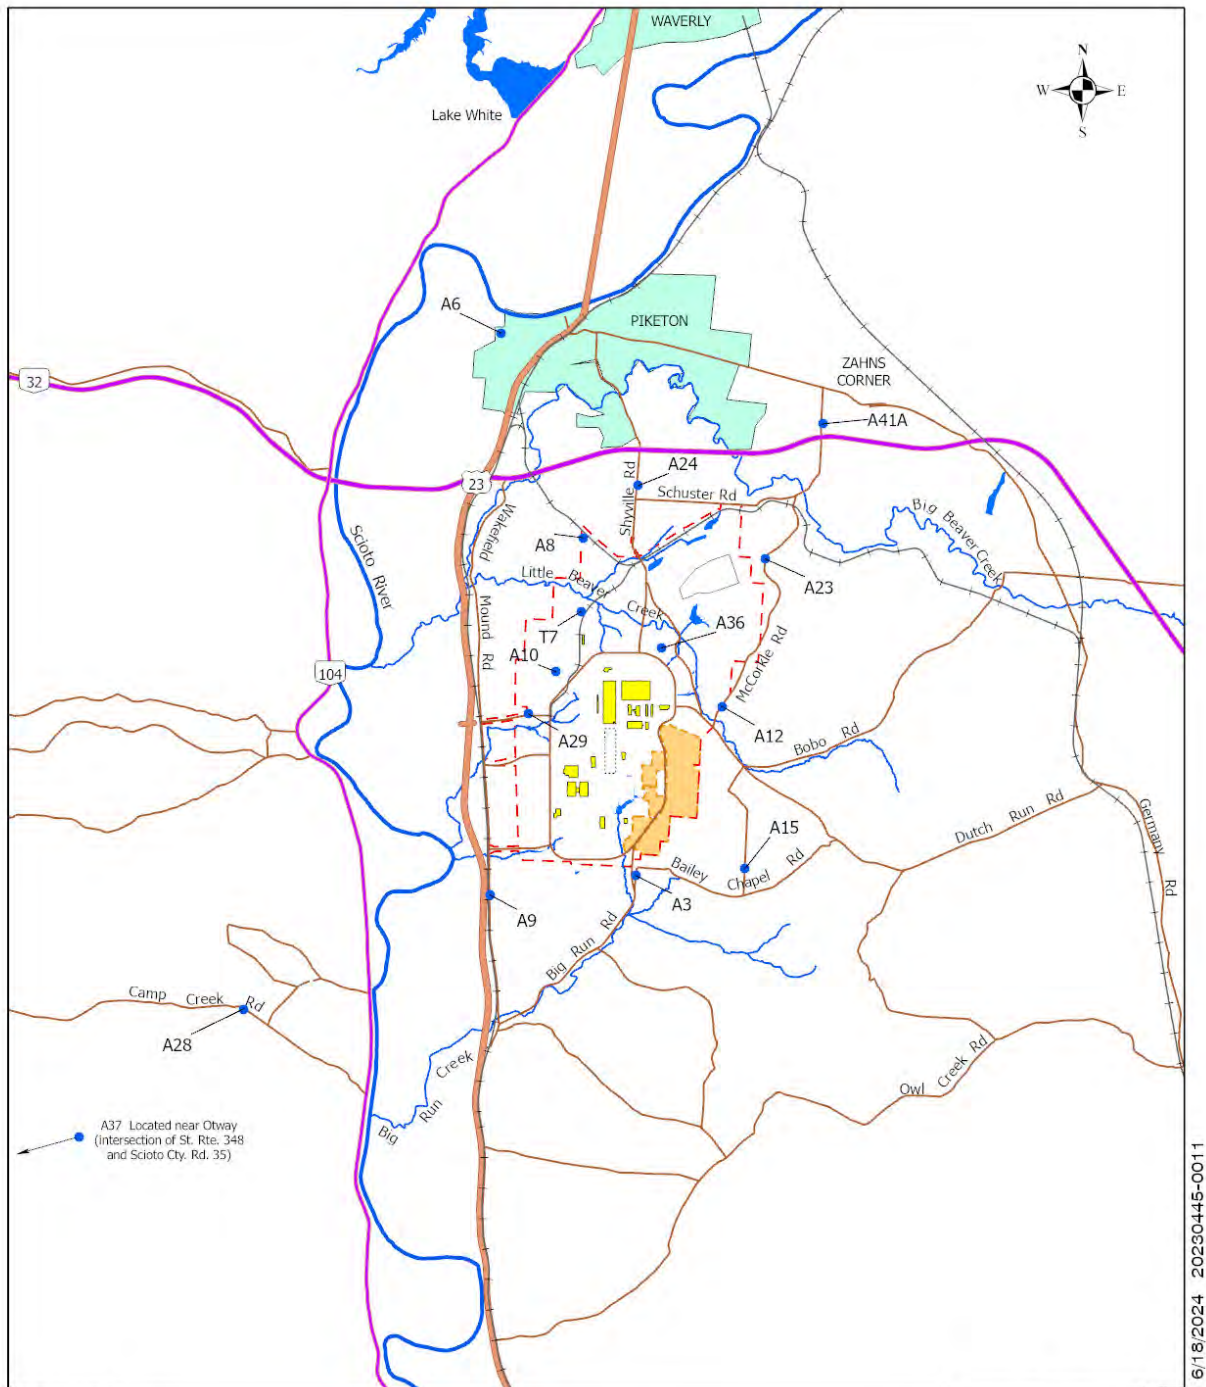 WAVERLY
N
W
E
S
Lake White
A6
PIKETON
ZAHNS
CORNER
32
A41A
A24
23
Shyville Rd
Schuster Rd
Wakefield
Mound Rd
A8
Big Beaver Creek
Scioto River
Little Beaver Creek
A23
T7
A36
A10
McCorkle Rd
104
A29
A12
Bobo Rd
Dutch Run Rd
Germany Rd
A15
Bailey Chapel Rd
A3
A9
Big Run Rd
Camp Creek Rd
A28
Owl Creek Rd
Big Run Creek
A37 Located near Otway
(intersection of St. Rte. 348
and Scioto Cty. Rd. 35)
6/18/2024 20230445-0011